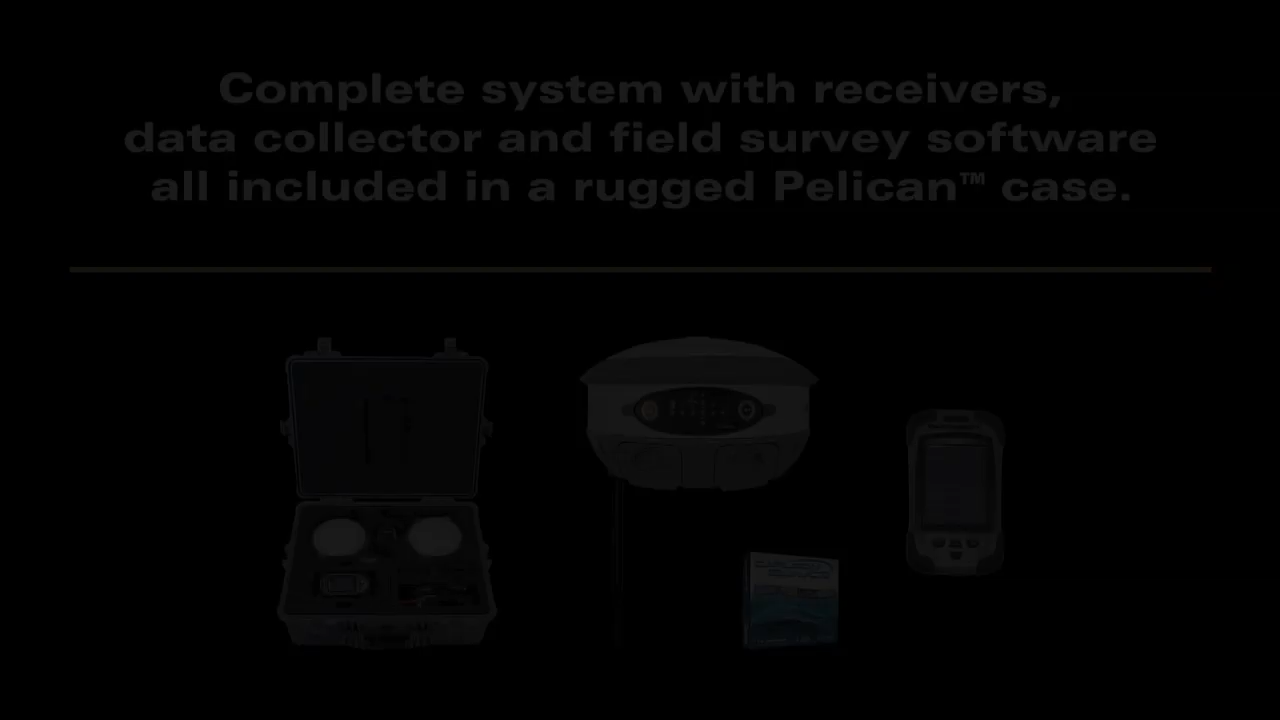 Complete system with receivers,
data collector and field survey software
all included in a rugged Pelican™ case.